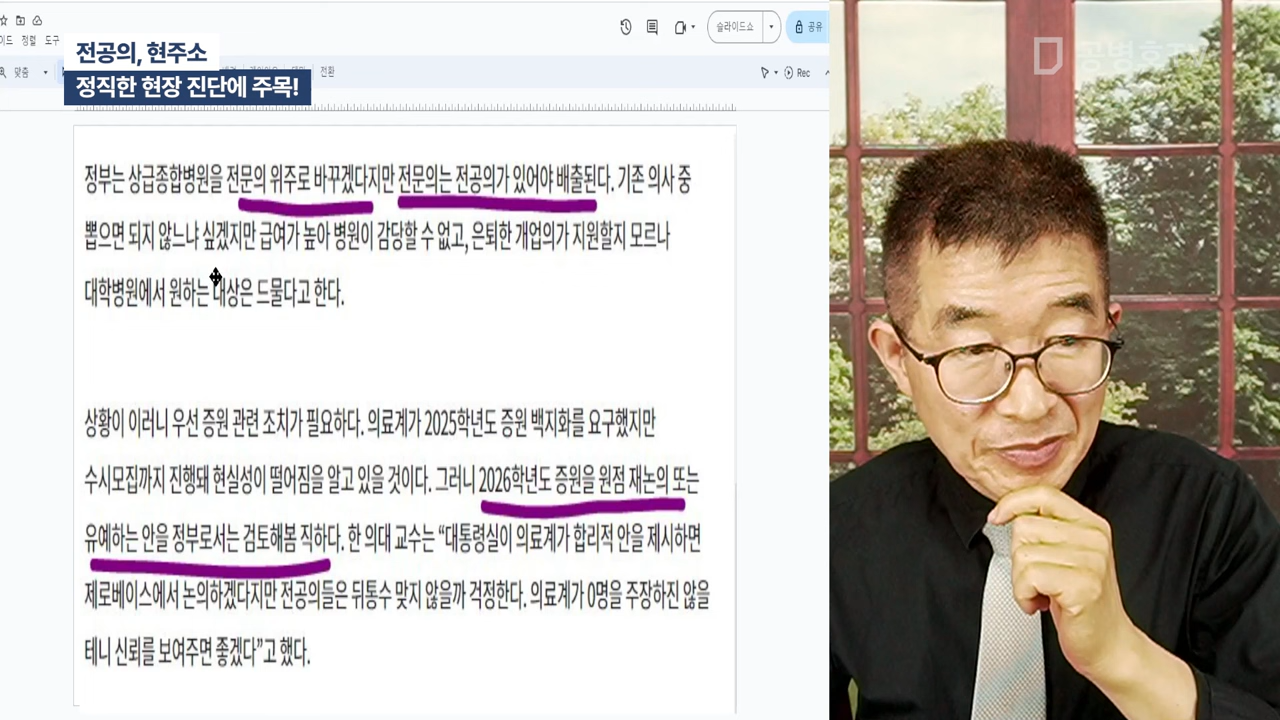 이드 정렬 도구
슬라이드쇼
공유
맞춤
전환
Rec
전공의, 현주소
정직한 현장 진단에 주목!
공병호TV
정부는 상급종합병원을 전문의 위주로 바꾸겠다지만 전문의는 전공의가 있어야 배출된다. 기존 의사 중
뽑으면 되지 않느냐 싶겠지만 급여가 높아 병원이 감당할 수 없고, 은퇴한 개업의가 지원할지 모르나
대학병원에서 원하는 대상은 드물다고 한다.
상황이 이러니 우선 증원 관련 조치가 필요하다. 의료계가 2025학년도 증원 백지화를 요구했지만
수시모집까지 진행돼 현실성이 떨어짐을 알고 있을 것이다. 그러니 2026학년도 증원을 원점 재논의 또는
유예하는 안을 정부로서는 검토해봄 직하다. 한 의대 교수는 “대통령실이 의료계가 합리적 안을 제시하면
제로베이스에서 논의하겠다지만 전공의들은 뒤통수 맞지 않을까 걱정한다. 의료계가 0명을 주장하진 않을
테니 신뢰를 보여주면 좋겠다”고 했다.